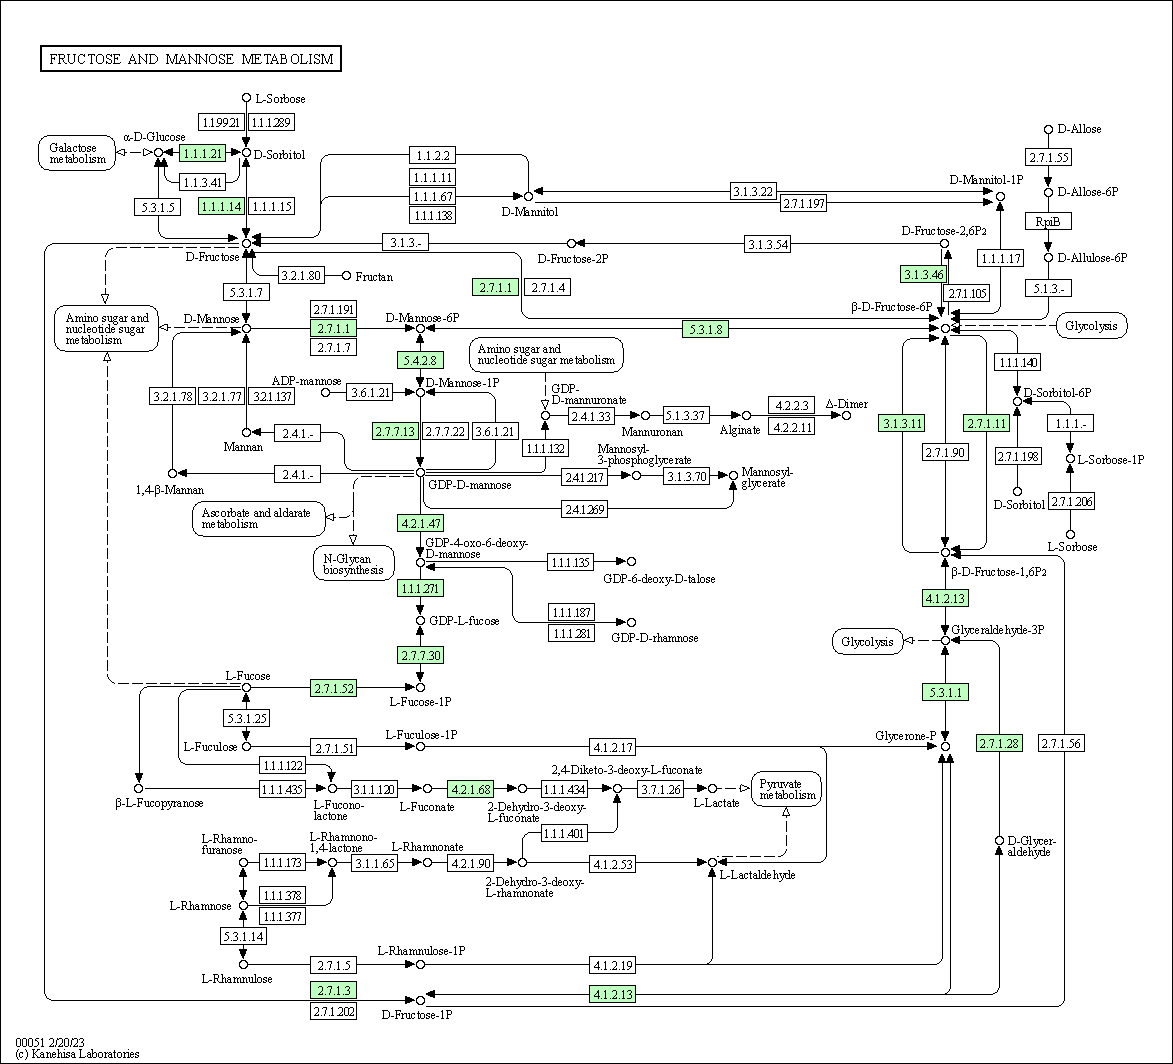 FRUCTOSE AND MANNOSE METABOLISM
L-Sorbose
1.1.99.21
1.1.1.289
α-D-Glucose
Galactose
metabolism
1.1.1.21
D-Sorbitol
1.1.3.41
5.3.1.5
1.1.1.14
1.1.1.15
D-Fructose
1.1.2.2
1.1.1.11
1.1.1.67
1.1.1.138
D-Mannitol
3.1.3.22
2.7.1.197
D-Mannitol-1P
D-Allose
2.7.1.55
D-Allose-6P
RpiB
D-Allulose-6P
5.1.3.-
1.1.1.17
3.1.3.-
D-Fructose-2P
3.1.3.54
D-Fructose-2,6P2
3.1.3.46
2.7.1.105
β-D-Fructose-6P
Glycolysis
3.2.1.80
Fructan
5.3.1.7
2.7.1.1
2.7.1.4
Amino sugar and
nucleotide sugar
metabolism
D-Mannose
2.7.1.191
2.7.1.1
2.7.1.7
D-Mannose-6P
5.3.1.8
5.4.2.8
Amino sugar and
nucleotide sugar metabolism
1.1.1.140
D-Sorbitol-6P
ADP-mannose
3.6.1.21
D-Mannose-1P
GDP-
D-mannuronate
3.2.1.78
3.2.1.77
3.2.1.137
2.4.1.33
Mannuronan
5.1.3.37
Alginate
4.2.2.3
4.2.2.11
Δ-Dimer
3.1.3.11
2.7.1.11
1.1.1.-
2.7.7.13
2.7.7.22
3.6.1.21
1.1.1.132
Mannan
2.4.1.-
2.7.1.90
2.7.1.198
L-Sorbose-1P
Mannosyl-
3-phosphoglycerate
1,4-β-Mannan
2.4.1.-
GDP-D-mannose
2.4.1.217
3.1.3.70
Mannosyl-
glycerate
2.4.1.269
D-Sorbitol
2.7.1.206
L-Sorbose
Ascorbate and aldarate
metabolism
4.2.1.47
N-Glycan
biosynthesis
GDP-4-oxo-6-deoxy-
D-mannose
1.1.1.135
GDP-6-deoxy-D-talose
β-D-Fructose-1,6P2
1.1.1.271
4.1.2.13
GDP-L-fucose
1.1.1.187
1.1.1.281
GDP-D-rhamnose
Glycolysis
Glyceraldehyde-3P
2.7.7.30
L-Fucose
2.7.1.52
L-Fucose-1P
5.3.1.1
5.3.1.25
L-Fuculose
2.7.1.51
L-Fuculose-1P
4.1.2.17
Glycerone-P
2.7.1.28
2.7.1.56
1.1.1.122
β-L-Fucopyranose
1.1.1.435
L-Fucono-
lactone
3.1.1.120
L-Fuconate
4.2.1.68
2-Dehydro-3-deoxy-
L-fuconate
1.1.1.434
2,4-Diketo-3-deoxy-L-fuconate
3.7.1.26
L-Lactate
Pyruvate
metabolism
1.1.1.401
L-Rhamno-
furanose
1.1.1.173
L-Rhamnono-
1,4-lactone
3.1.1.65
L-Rhamnonate
4.2.1.90
2-Dehydro-3-deoxy-
L-rhamnonate
4.1.2.53
L-Lactaldehyde
D-Glycer-
aldehyde
L-Rhamnose
1.1.1.378
1.1.1.377
5.3.1.14
L-Rhamnulose
2.7.1.5
L-Rhamnulose-1P
4.1.2.19
2.7.1.3
2.7.1.202
D-Fructose-1P
4.1.2.13
00051 2/20/23
(c) Kanehisa Laboratories